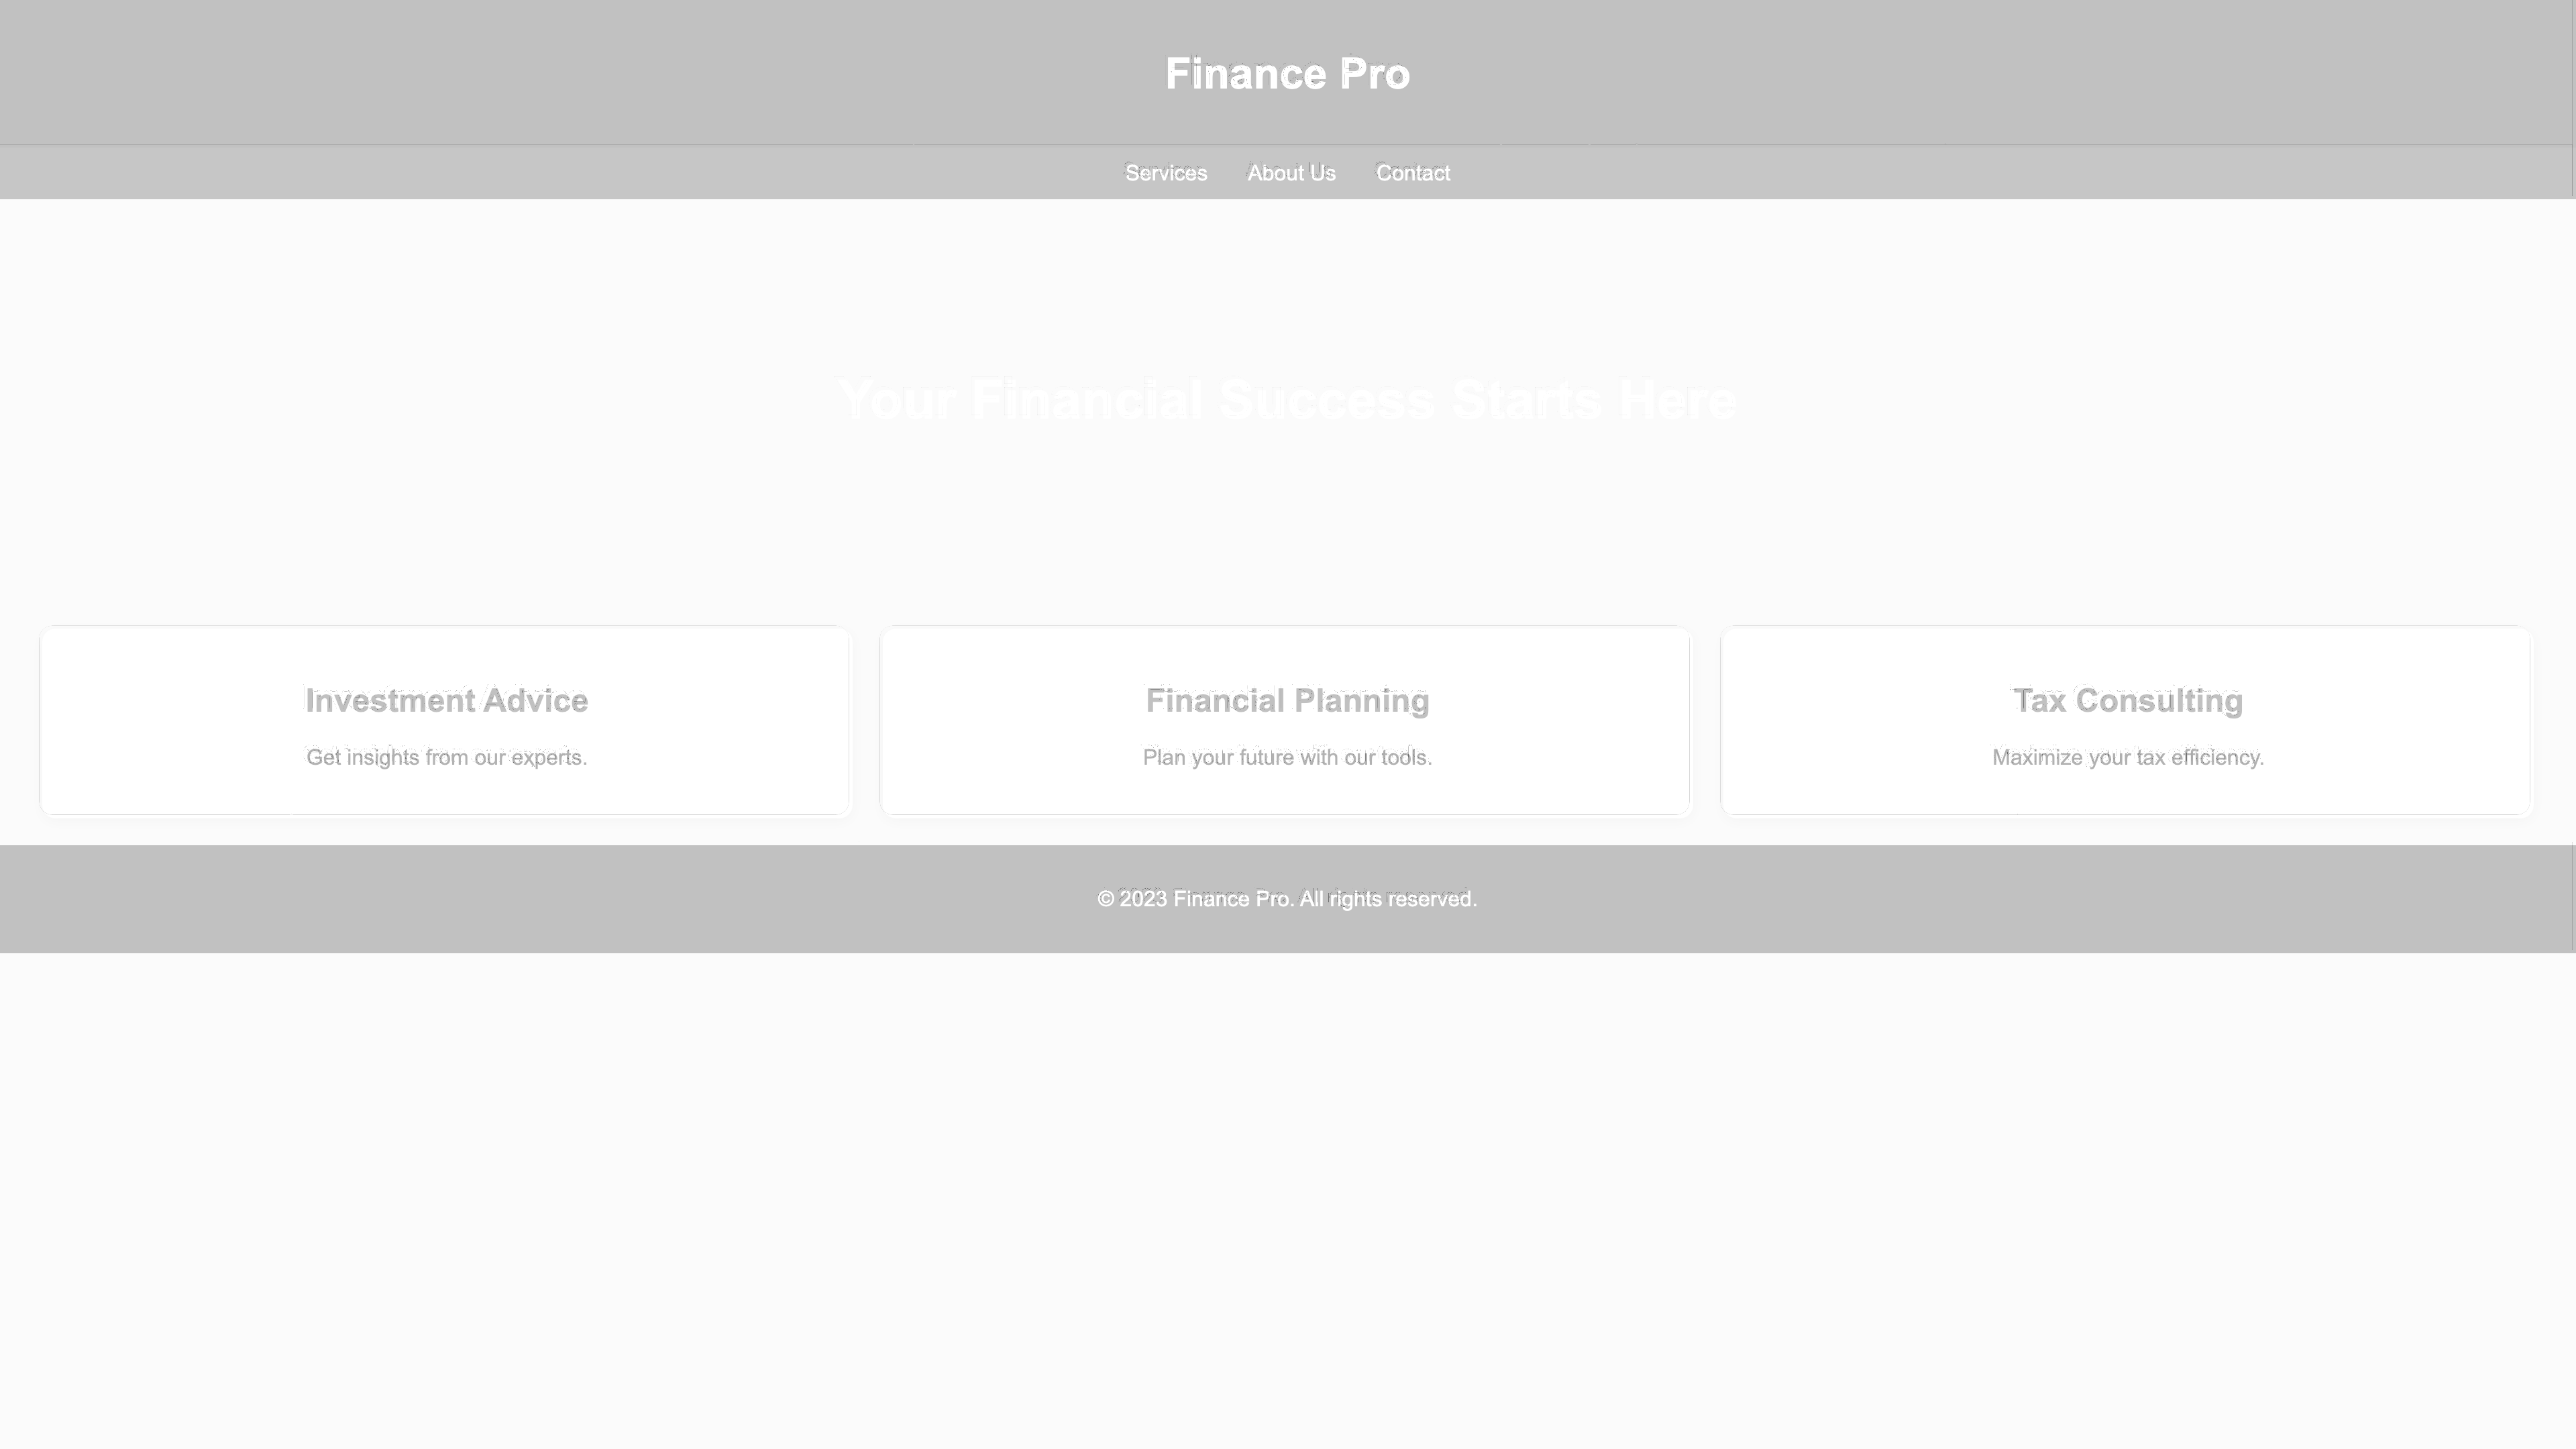 Finance Pro
Services About Us Contact
Your Financial Success Starts Here
Investment Advice
Get insights from our experts.
Financial Planning
Plan your future with our tools.
Tax Consulting
Maximize your tax efficiency.
© 2023 Finance Pro. All rights reserved.